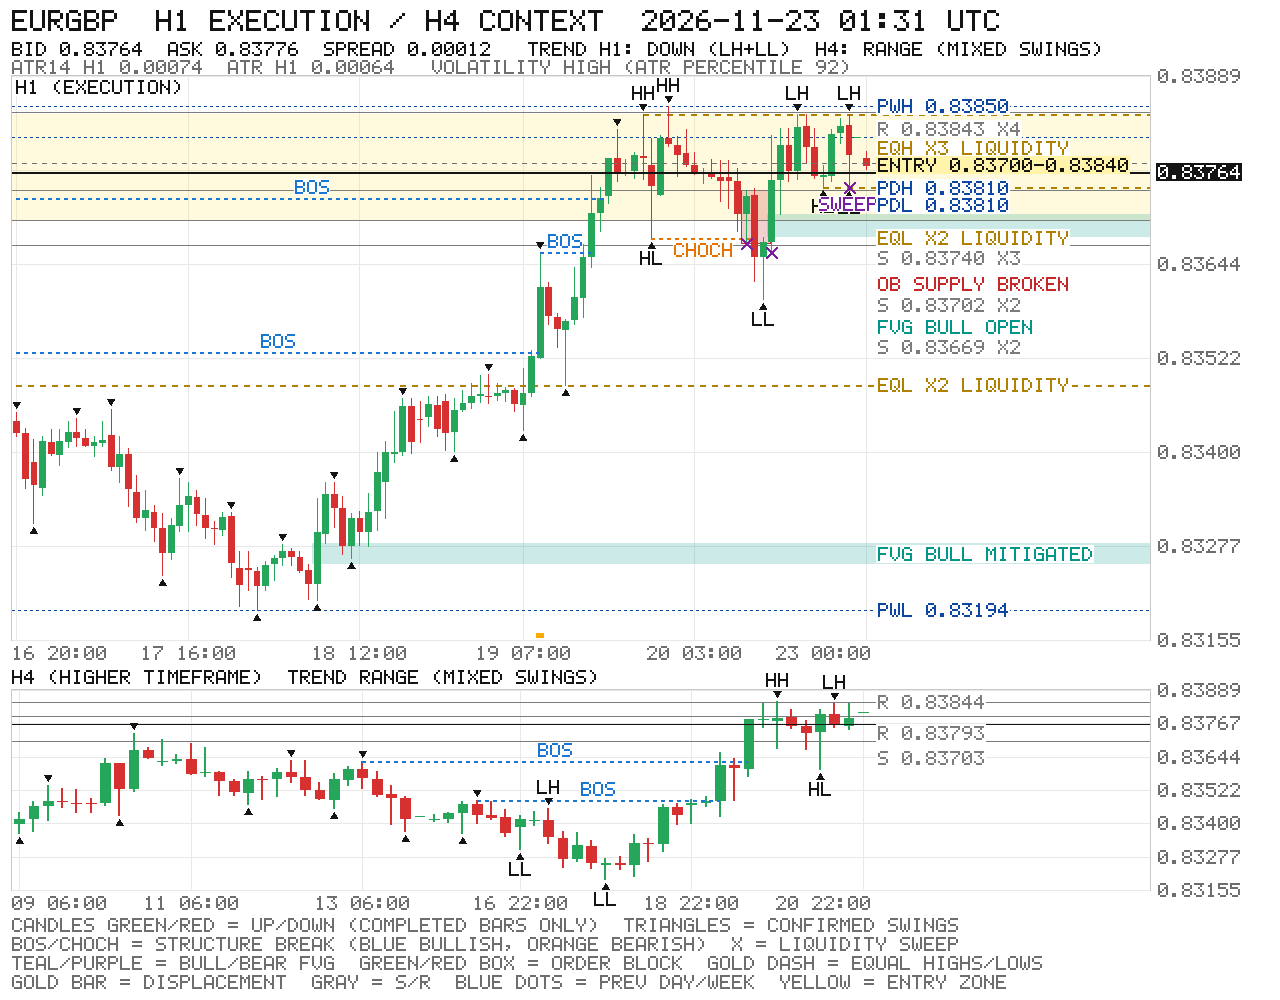 EURGBP  H1 EXECUTION / H4 CONTEXT  2026-11-23 01:31 UTC
BID 0.83764  ASK 0.83776  SPREAD 0.00012   TREND H1: DOWN (LH+LL)  H4: RANGE (MIXED SWINGS)
ATR14 H1 0.00074  ATR H1 0.00064   VOLATILITY HIGH (ATR PERCENTILE 92)
H1 (EXECUTION)
0.83889
HH
HH
LH
LH
PWH 0.83850
R 0.83843 X4
EQH X3 LIQUIDITY
ENTRY 0.83700-0.83840
0.83764
BOS
PDH 0.83810
SWEEP
PDL 0.83810
BOS
EQL X2 LIQUIDITY
CHOCH
HL
S 0.83740 X3
0.83644
OB SUPPLY BROKEN
S 0.83702 X2
LL
FVG BULL OPEN
BOS
S 0.83669 X2
0.83522
EQL X2 LIQUIDITY
0.83400
0.83277
FVG BULL MITIGATED
PWL 0.83194
0.83155
16 20:00  17 16:00  18 12:00  19 07:00  20 03:00  23 00:00
H4 (HIGHER TIMEFRAME)  TREND RANGE (MIXED SWINGS)
HH
LH
0.83889
R 0.83844
0.83767
R 0.83793
BOS
S 0.83703
0.83644
BOS
LH
HL
0.83522
0.83400
LL
0.83277
LL
0.83155
09 06:00  11 06:00  13 06:00  16 22:00  18 22:00  20 22:00
CANDLES GREEN/RED = UP/DOWN (COMPLETED BARS ONLY)  TRIANGLES = CONFIRMED SWINGS
BOS/CHOCH = STRUCTURE BREAK (BLUE BULLISH, ORANGE BEARISH)  X = LIQUIDITY SWEEP
TEAL/PURPLE = BULL/BEAR FVG  GREEN/RED BOX = ORDER BLOCK  GOLD DASH = EQUAL HIGHS/LOWS
GOLD BAR = DISPLACEMENT  GRAY = S/R  BLUE DOTS = PREV DAY/WEEK  YELLOW = ENTRY ZONE